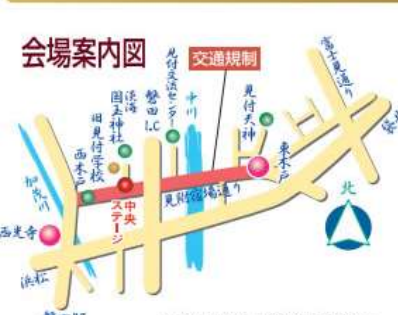 会場案内図
交通規制
富士見通り
見付天神
中川
見付交流センター
磐田I.C
淡海
国玉神社
旧見付学校
西木戸
加茂川
東木戸
見附宿場通り
中央
ステージ
西光寺
浜松
北